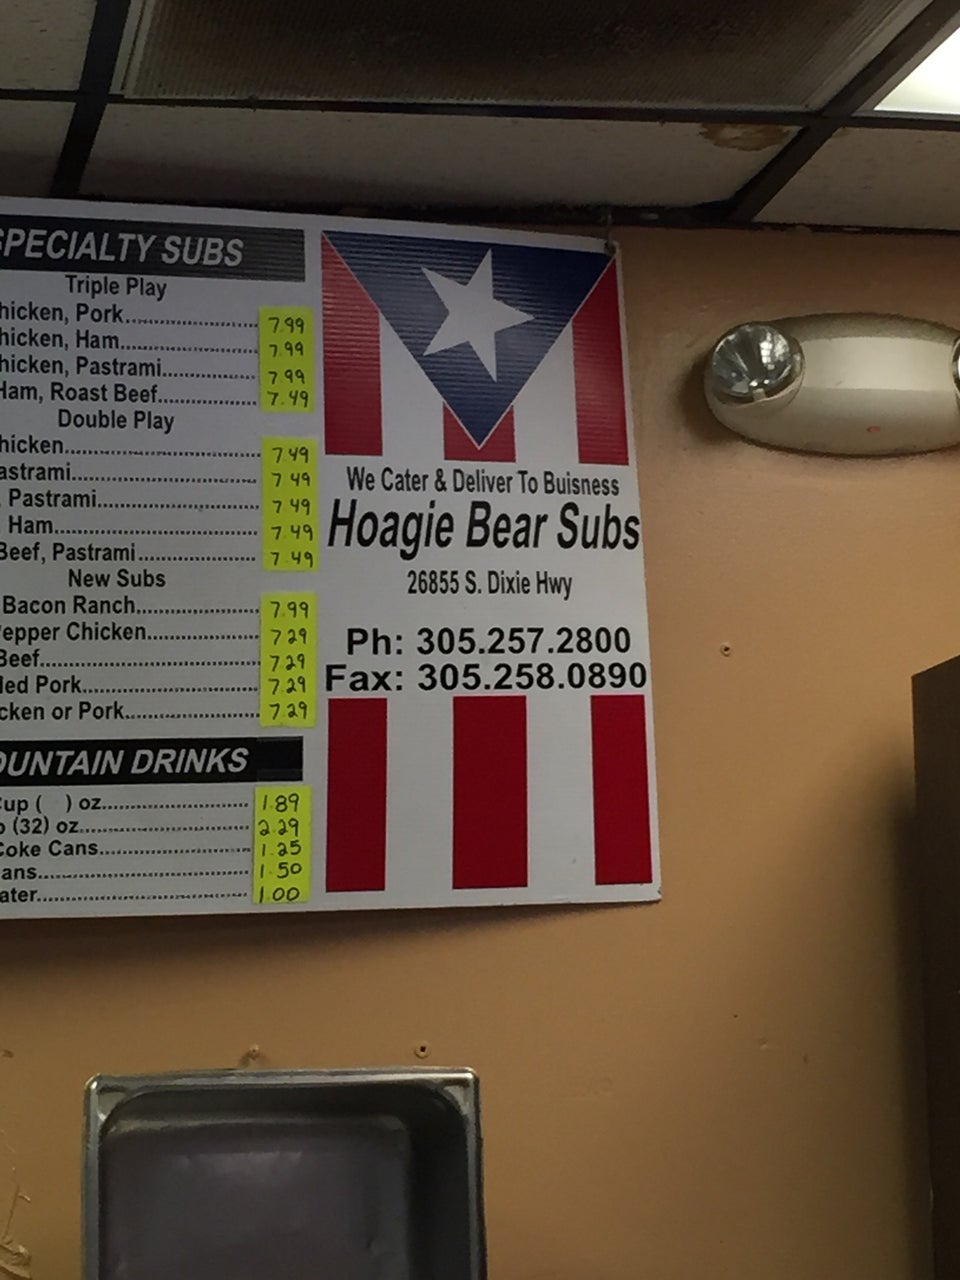 SPECIALTY SUBS
Triple Play
hicken, Pork 7.99
hicken, Ham 7.99
hicken, Pastrami 7.99
Ham, Roast Beef 7.49
Double Play
hicken 7.49
astrami 7 49
, Pastrami 7 49
Ham 7.49
Beef, Pastrami 7.49
New Subs
Bacon Ranch 7.99
epper Chicken 7.29
Beef 7.29
led Pork 7.29
cken or Pork 7.29
OUNTAIN DRINKS
Cup ( ) oz 1.89
(32) oz 2.29
Coke Cans 1.25
ans 1.50
ater 1.00
We Cater & Deliver To Buisness
Hoagie Bear Subs
26855 S. Dixie Hwy
Ph: 305.257.2800
Fax: 305.258.0890